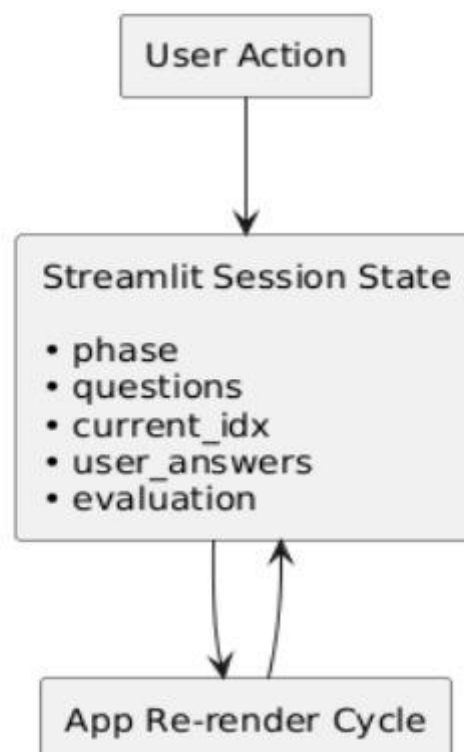 User Action
Streamlit Session State
• phase
• questions
• current_idx
• user_answers
• evaluation
App Re-render Cycle